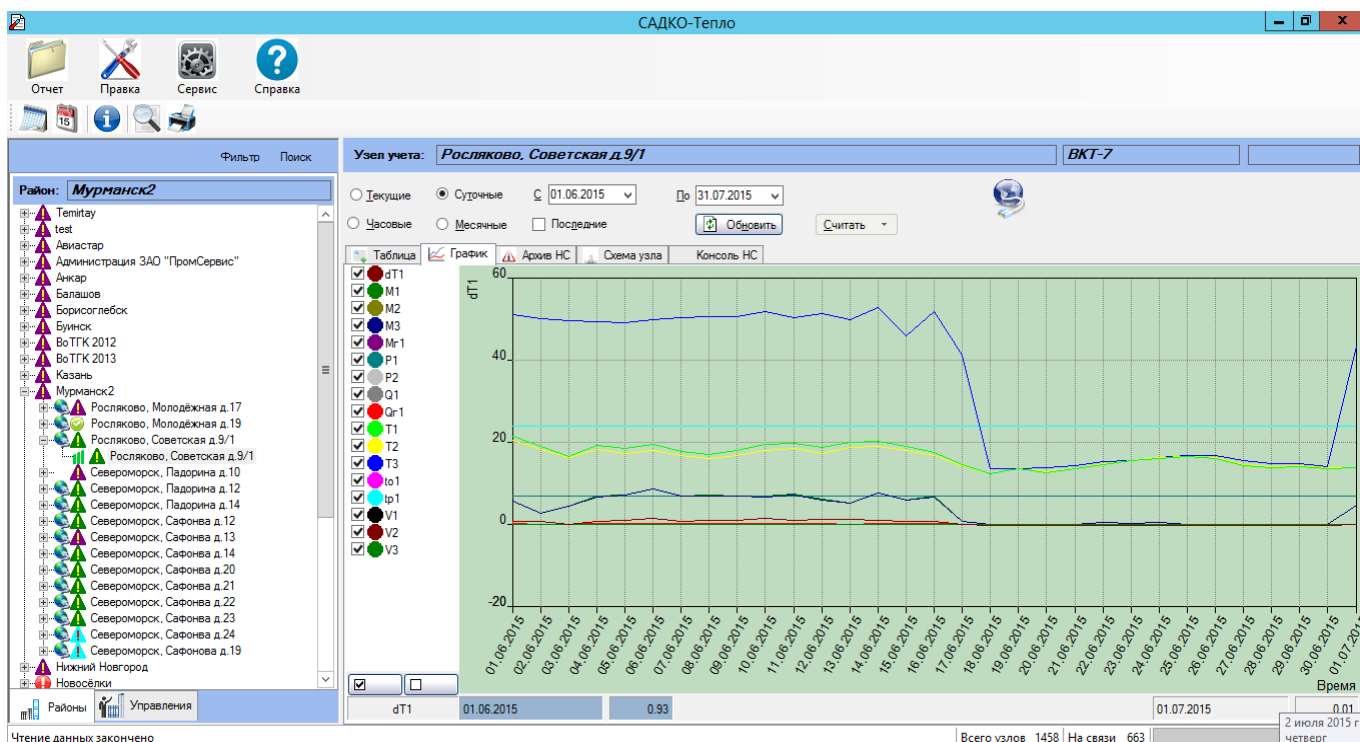 САДКО-Тепло
Отчет Правка Сервис Справка
15
Фильтр Поиск
Район: Мурманск2
Temirtay
test
Авиастар
Администрация ЗАО "ПромСервис"
Анкар
Балашов
Борисоглебск
Буинск
ВоТГК 2012
ВоТГК 2013
Казань
Мурманск2
Росляково, Молодёжная д.17
Росляково, Молодёжная д.19
Росляково, Советская д.9/1
Росляково, Советская д.9/1
Североморск, Падорина д.10
Североморск, Падорина д.12
Североморск, Падорина д.14
Североморск, Сафонва д.12
Североморск, Сафонва д.13
Североморск, Сафонва д.14
Североморск, Сафонва д.20
Североморск, Сафонва д.21
Североморск, Сафонва д.22
Североморск, Сафонва д.23
Североморск, Сафонва д.24
Североморск, Сафонова д.19
Нижний Новгород
Новосёлки
Районы Управления
Узел учета: Росляково, Советская д.9/1 ВКТ-7
Текущие Суточные С 01.06.2015 По 31.07.2015
Часовые Месячные Последние Обновить Считать
Таблица График Архив НС Схема узла Консоль НС
dT1
M1
M2
M3
Mг1
P1
P2
Q1
Qг1
T1
T2
T3
to1
tp1
V1
V2
V3
dT1
60
40
20
0
-20
01.06.2015 02.06.2015 03.06.2015 04.06.2015 05.06.2015 06.06.2015 07.06.2015 08.06.2015 09.06.2015 10.06.2015 11.06.2015 12.06.2015 13.06.2015 14.06.2015 15.06.2015 16.06.2015 17.06.2015 18.06.2015 19.06.2015 20.06.2015 21.06.2015 22.06.2015 23.06.2015 24.06.2015 25.06.2015 26.06.2015 27.06.2015 28.06.2015 29.06.2015 30.06.2015 01.07.2015
Время
dT1 01.06.2015 0.93 01.07.2015 0.01
2 июля 2015 г
четверг
Чтение данных закончено Всего узлов 1458 На связи 663